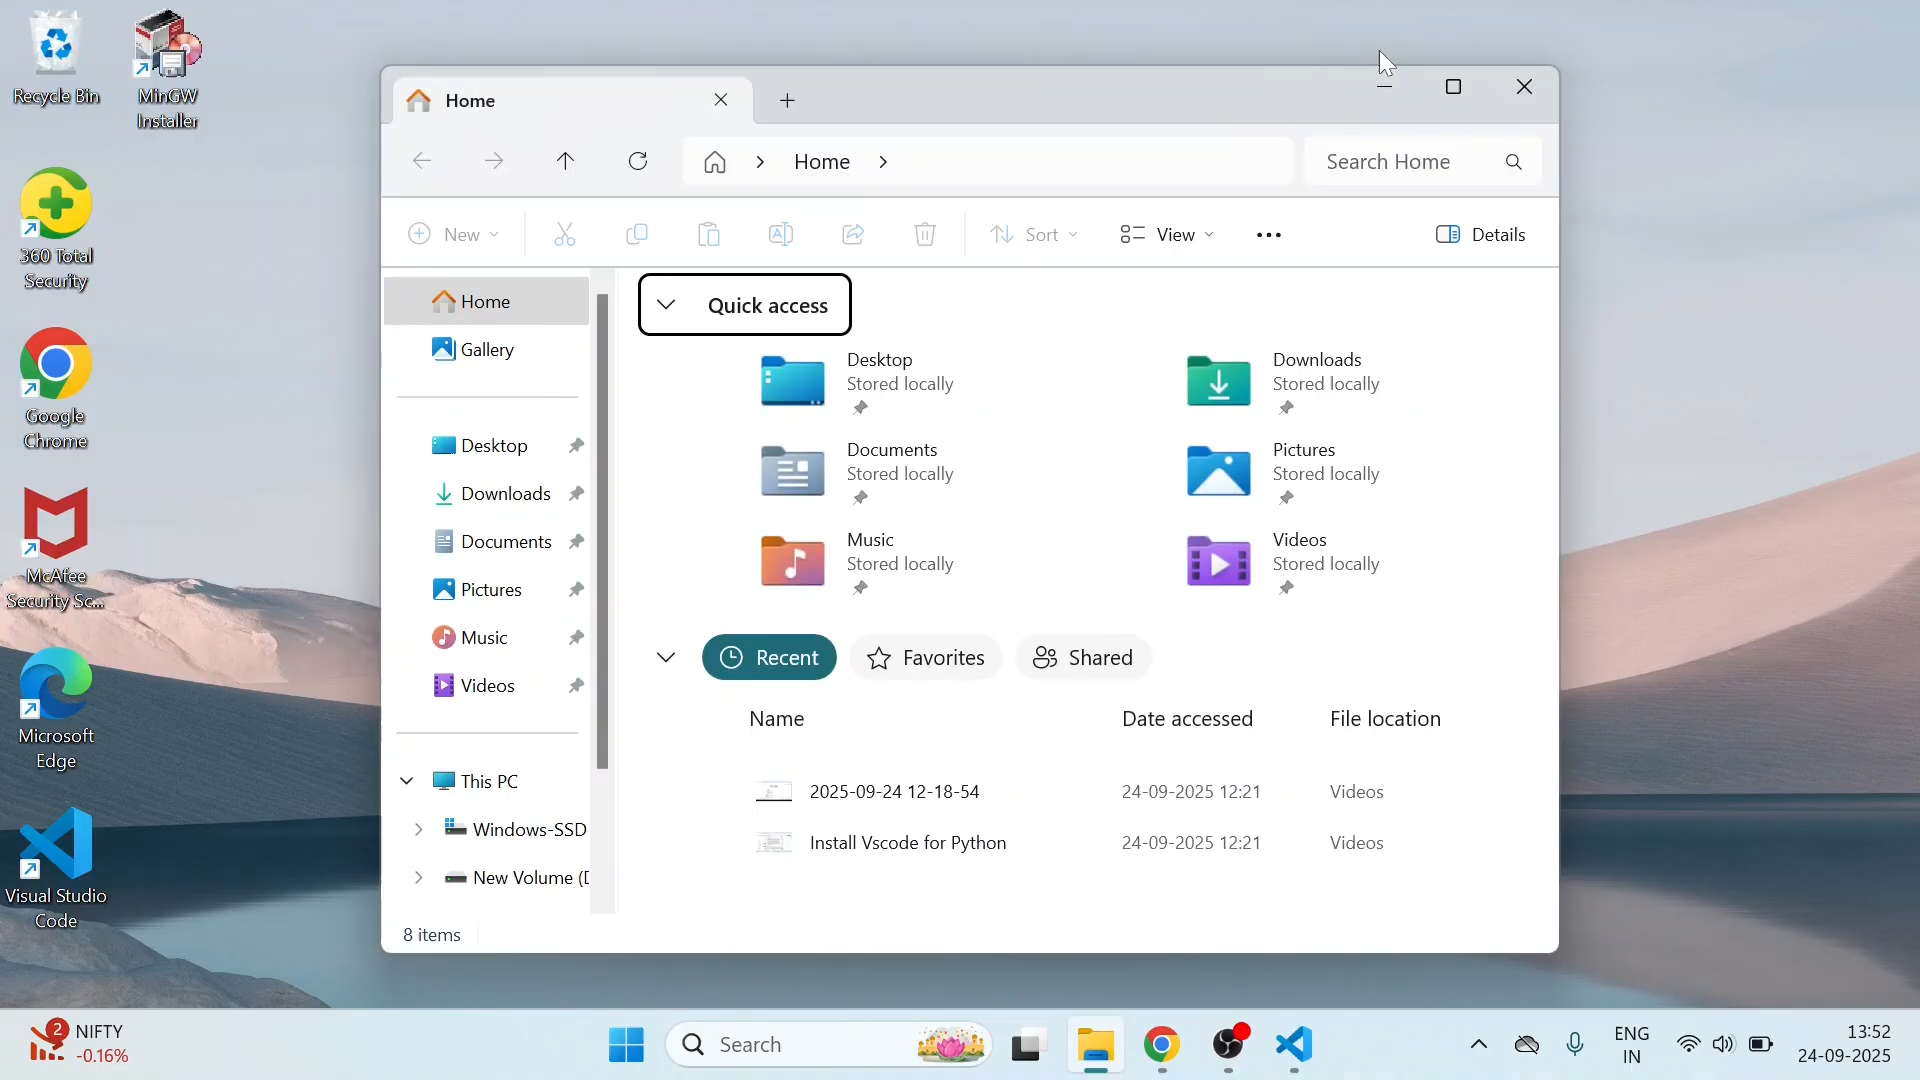 Recycle Bin
MinGW
Installer
360 Total
Security
Google
Chrome
McAfee
Security Sc...
Microsoft
Edge
Visual Studio
Code
Home
Home
Search Home
New
Sort
View
Details
Home
Gallery
Desktop
Downloads
Documents
Pictures
Music
Videos
This PC
Windows-SSD
New Volume (D
8 items
Quick access
Desktop
Stored locally
Downloads
Stored locally
Documents
Stored locally
Pictures
Stored locally
Music
Stored locally
Videos
Stored locally
Recent Favorites Shared
Name Date accessed File location
2025-09-24 12-18-54 24-09-2025 12:21 Videos
Install Vscode for Python 24-09-2025 12:21 Videos
2
NIFTY
-0.16%
Search
ENG
IN
13:52
24-09-2025